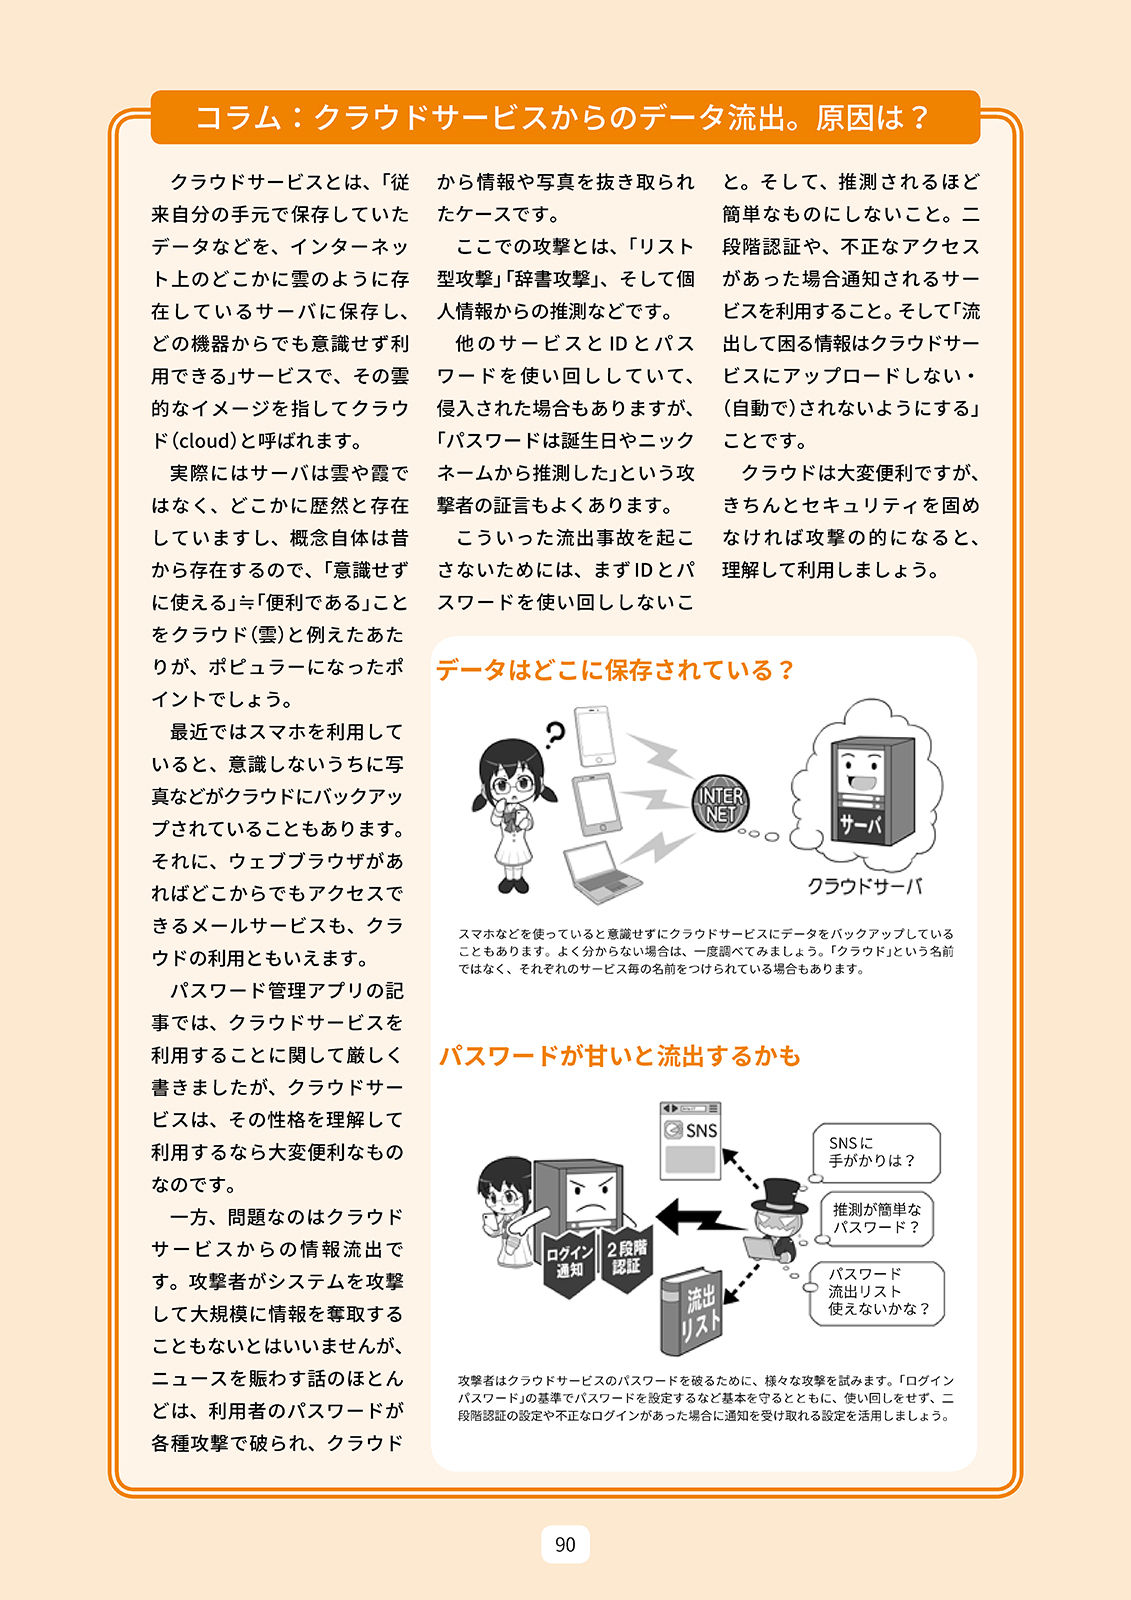 コラム：クラウドサービスからのデータ流出。原因は？
クラウドサービスとは、「従
来自分の手元で保存していた
データなどを、インターネッ
ト上のどこかに雲のように存
在しているサーバに保存し、
どの機器からでも意識せず利
用できる」サービスで、その雲
的なイメージを指してクラウ
ド（cloud）と呼ばれます。
実際にはサーバは雲や霞で
はなく、どこかに歴然と存在
していますし、概念自体は昔
から存在するので、「意識せず
に使える」≒「便利である」こと
をクラウド（雲）と例えたあた
りが、ポピュラーになったポ
イントでしょう。
最近ではスマホを利用して
いると、意識しないうちに写
真などがクラウドにバックアッ
プされていることもあります。
それに、ウェブブラウザがあ
ればどこからでもアクセスで
きるメールサービスも、クラ
ウドの利用ともいえます。
パスワード管理アプリの記
事では、クラウドサービスを
利用することに関して厳しく
書きましたが、クラウドサー
ビスは、その性格を理解して
利用するなら大変便利なもの
なのです。
一方、問題なのはクラウド
サービスからの情報流出で
す。攻撃者がシステムを攻撃
して大規模に情報を奪取する
こともないとはいいませんが、
ニュースを賑わす話のほとん
どは、利用者のパスワードが
各種攻撃で破られ、クラウド
から情報や写真を抜き取られ
たケースです。
ここでの攻撃とは、「リスト
型攻撃」「辞書攻撃」、そして個
人情報からの推測などです。
他のサービスとIDとパス
ワードを使い回ししていて、
侵入された場合もありますが、
「パスワードは誕生日やニック
ネームから推測した」という攻
撃者の証言もよくあります。
こういった流出事故を起こ
さないためには、まずIDとパ
スワードを使い回ししないこ
と。そして、推測されるほど
簡単なものにしないこと。二
段階認証や、不正なアクセス
があった場合通知されるサー
ビスを利用すること。そして「流
出して困る情報はクラウドサー
ビスにアップロードしない・
（自動で）されないようにする」
ことです。
クラウドは大変便利ですが、
きちんとセキュリティを固め
なければ攻撃の的になると、
理解して利用しましょう。
データはどこに保存されている？
?
INTER
NET
サーバ
クラウドサーバ
スマホなどを使っていると意識せずにクラウドサービスにデータをバックアップしている
こともあります。よく分からない場合は、一度調べてみましょう。「クラウド」という名前
ではなく、それぞれのサービス毎の名前をつけられている場合もあります。
パスワードが甘いと流出するかも
SNS
SNSに
手がかりは？
推測が簡単な
パスワード？
パスワード
流出リスト
使えないかな？
ログイン
通知
２段階
認証
流出
リスト
攻撃者はクラウドサービスのパスワードを破るために、様々な攻撃を試みます。「ログイン
パスワード」の基準でパスワードを設定するなど基本を守るとともに、使い回しをせず、二
段階認証の設定や不正なログインがあった場合に通知を受け取れる設定を活用しましょう。
90